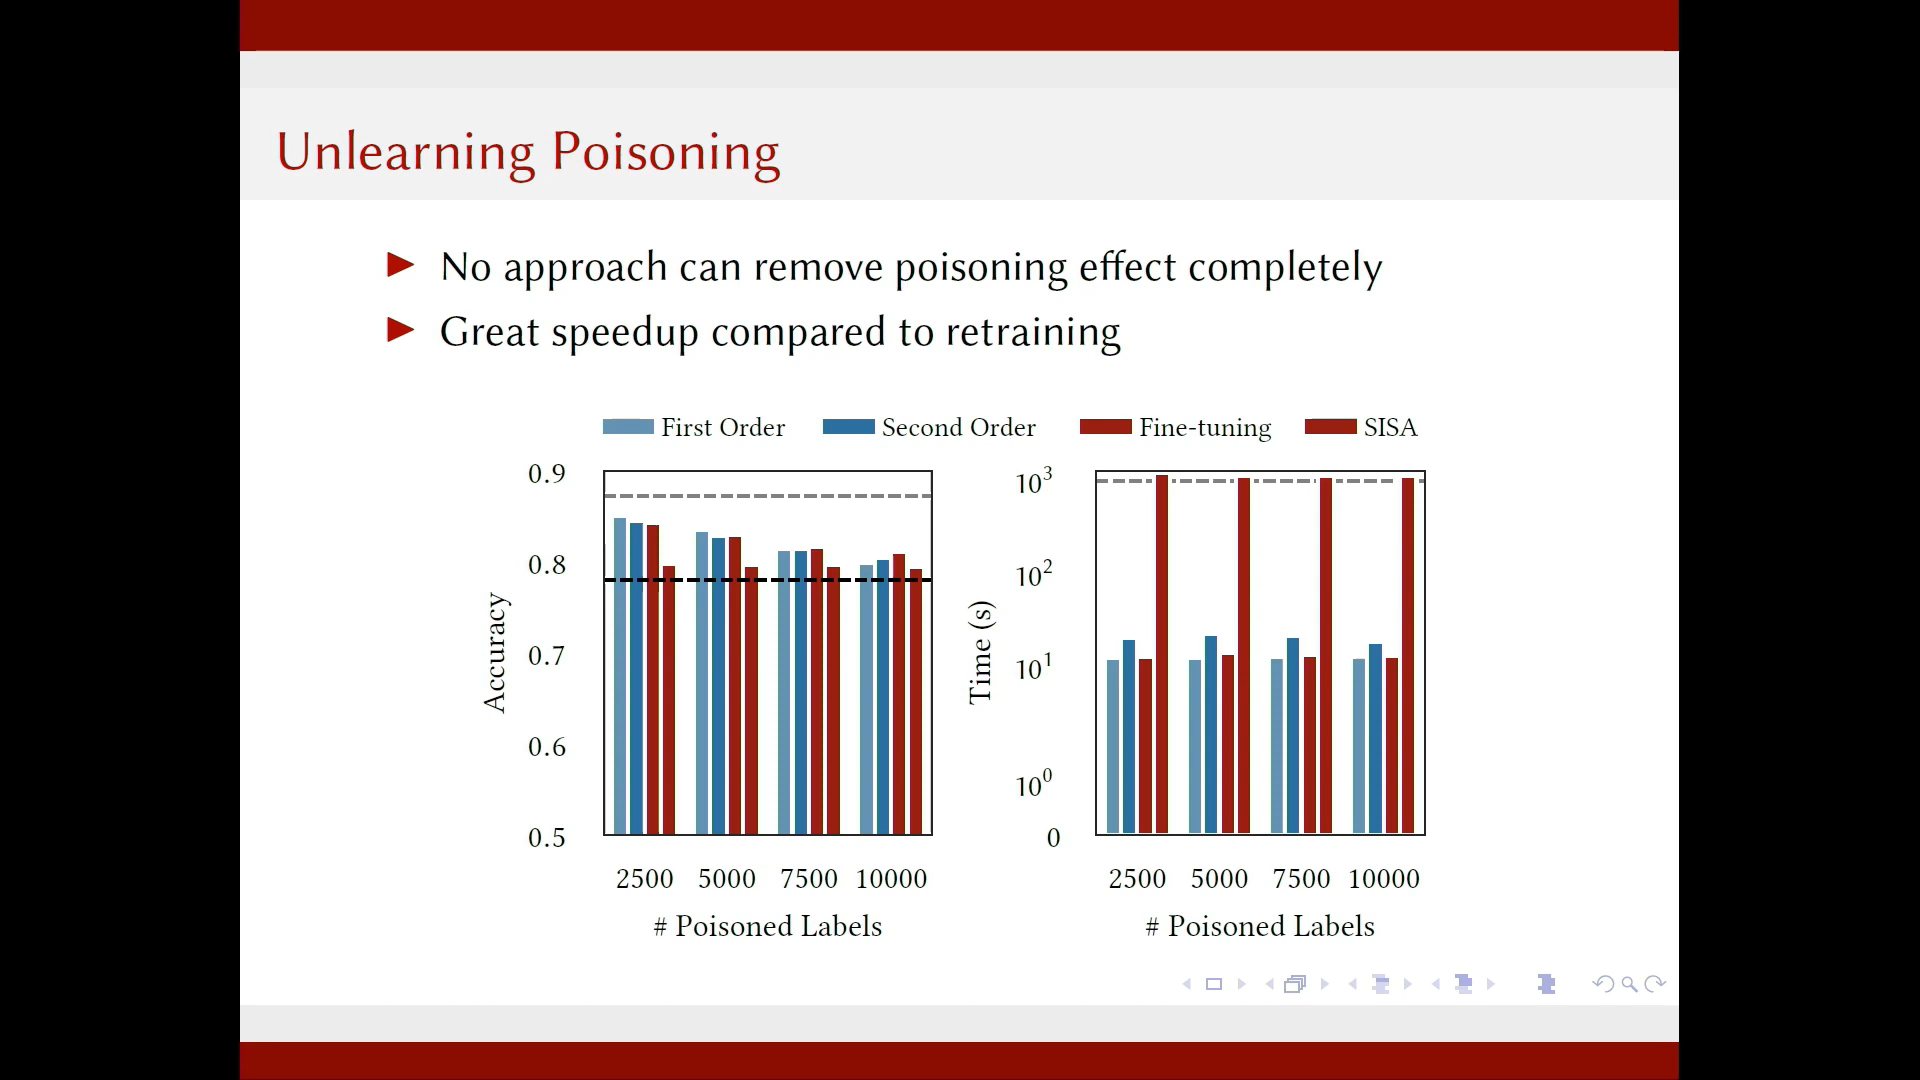 Unlearning Poisoning
No approach can remove poisoning effect completely
Great speedup compared to retraining
First Order Second Order Fine-tuning SISA
0.9
0.8
0.7
0.6
0.5
Accuracy
2500 5000 7500 10000
# Poisoned Labels
10³
10²
10¹
10⁰
0
Time (s)
2500 5000 7500 10000
# Poisoned Labels